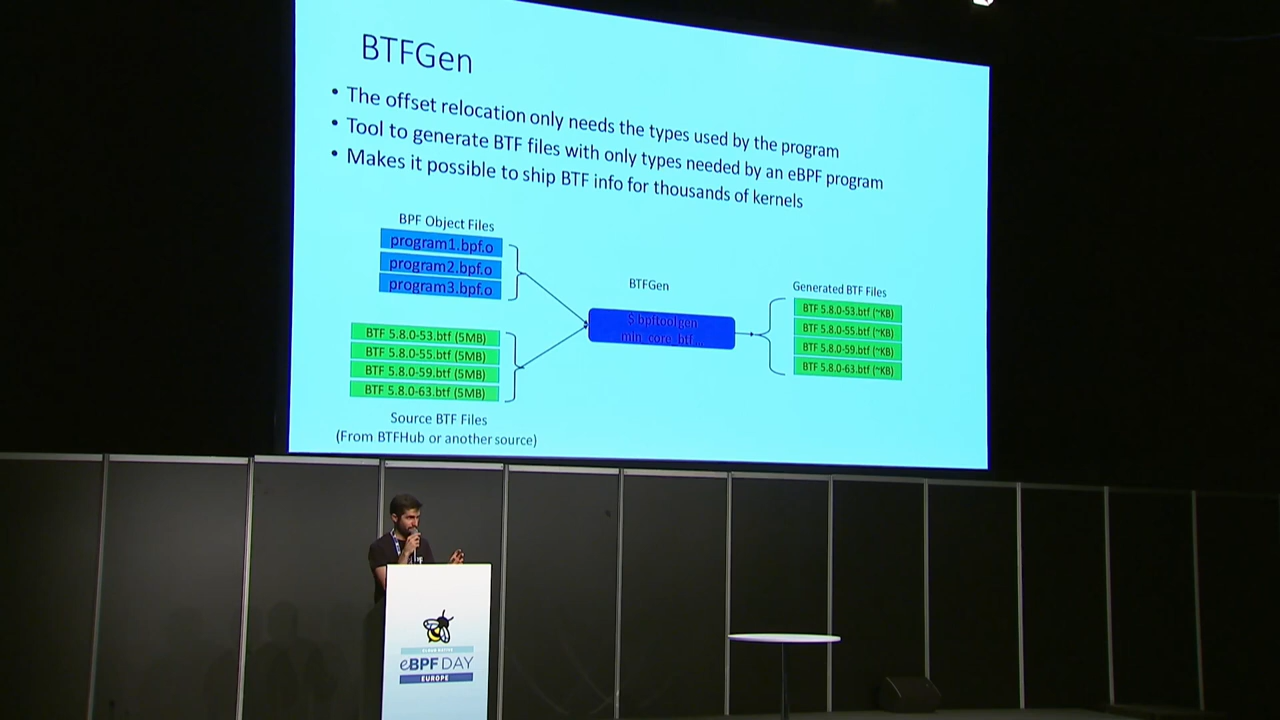 BTFGen
• The offset relocation only needs the types used by the program
• Tool to generate BTF files with only types needed by an eBPF program
• Makes it possible to ship BTF info for thousands of kernels
BPF Object Files
program1.bpf.o
program2.bpf.o
program3.bpf.o
BTF 5.8.0-53.btf (5MB)
BTF 5.8.0-55.btf (5MB)
BTF 5.8.0-59.btf (5MB)
BTF 5.8.0-63.btf (5MB)
Source BTF Files
(From BTFHub or another source)
BTFGen
$ bpftool gen
min_core_btf...
Generated BTF Files
BTF 5.8.0-53.btf (~KB)
BTF 5.8.0-55.btf (~KB)
BTF 5.8.0-59.btf (~KB)
BTF 5.8.0-63.btf (~KB)
CLOUD NATIVE
eBPF DAY
EUROPE